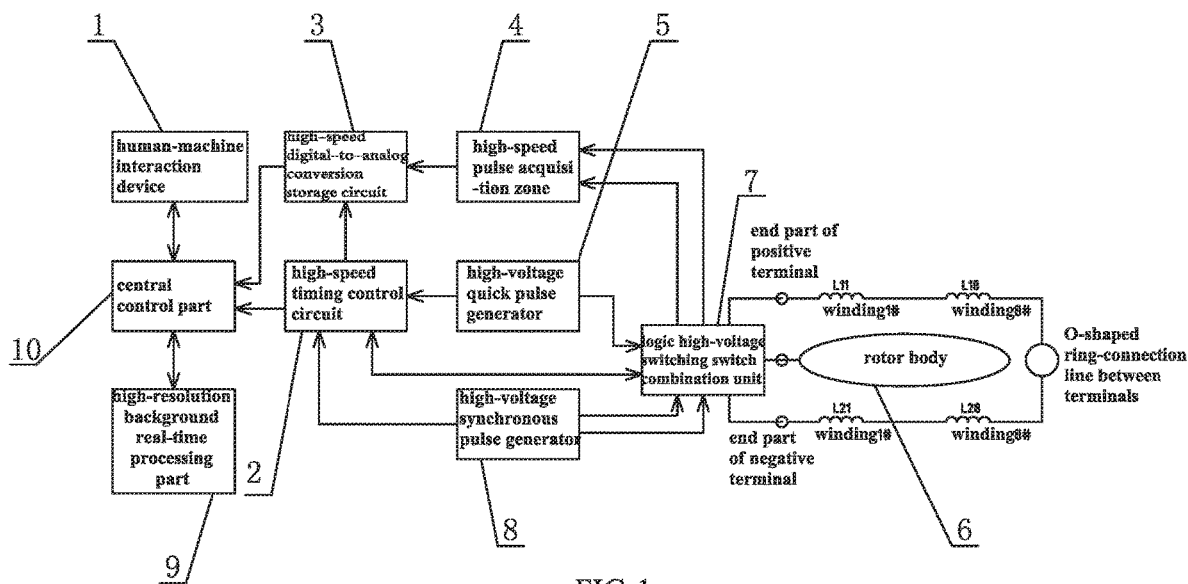 1
3
4
5
human-machine
interaction
device
high-speed
digital-to-analog
conversion
storage circuit
high-speed
pulse acquisi
-tion zone
7
end part of
positive
terminal
central
control part
high-speed
timing control
circuit
high-voltage
quick pulse
generator
L11
winding1#
L18
winding8#
10
logic high-voltage
switching switch
combination unit
rotor body
O-shaped
ring-connection
line between
terminals
high-resolution
background
real-time
processing
part
high-voltage
synchronous
pulse generator
L21
winding1#
L28
winding8#
end part
of negative
terminal
2
8
6
9
FIG. 1